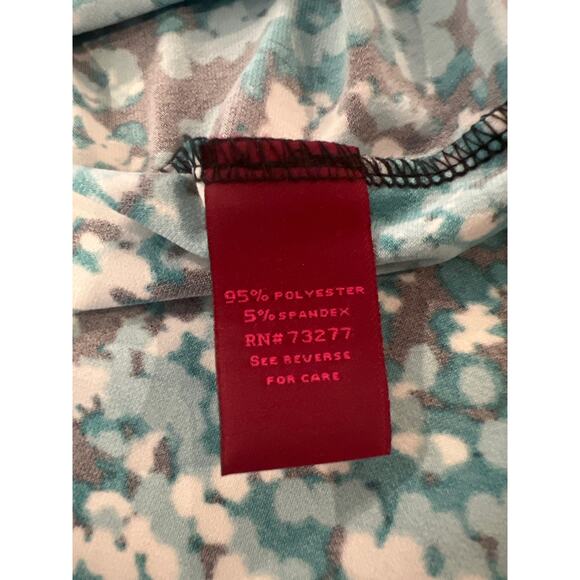 95% POLYESTER
5% SPANDEX
RN# 73277
SEE REVERSE
FOR CARE